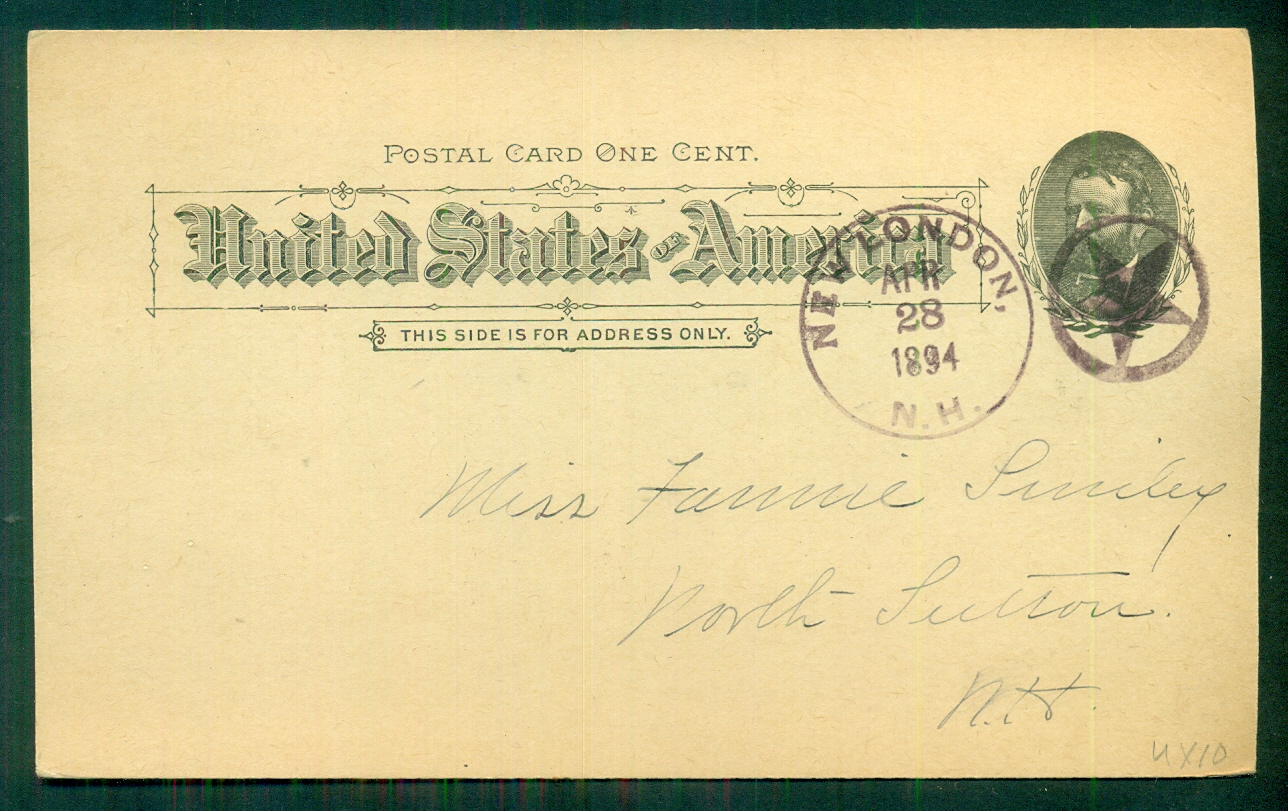 POSTAL CARD ONE CENT.
United States OF America
THIS SIDE IS FOR ADDRESS ONLY.
NEW LONDON,
APR
28
1894
N.H.
Miss Fannie Smiley
North Sutton.
N.H.
UX10